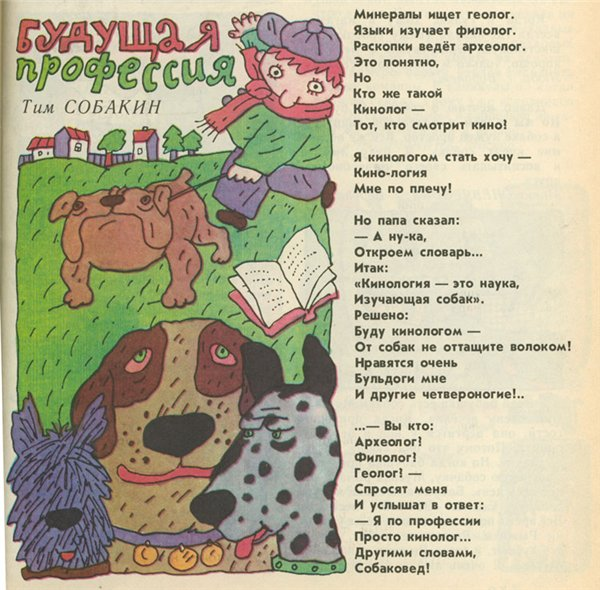 БУДУЩАЯ
профессия
Тим СОБАКИН
Минералы ищет геолог.
Языки изучает филолог.
Раскопки ведёт археолог.
Это понятно,
Но
Кто же такой
Кинолог —
Тот, кто смотрит кино!
Я кинологом стать хочу —
Кино-логия
Мне по плечу!
Но папа сказал:
— А ну-ка,
Откроем словарь...
Итак:
«Кинология — это наука,
Изучающая собак».
Решено:
Буду кинологом —
От собак не оттащите волоком!
Нравятся очень
Бульдоги мне
И другие четвероногие!..
...— Вы кто:
Археолог?
Филолог?
Геолог? —
Спросят меня
И услышат в ответ:
— Я по профессии
Просто кинолог...
Другими словами,
Собаковед!